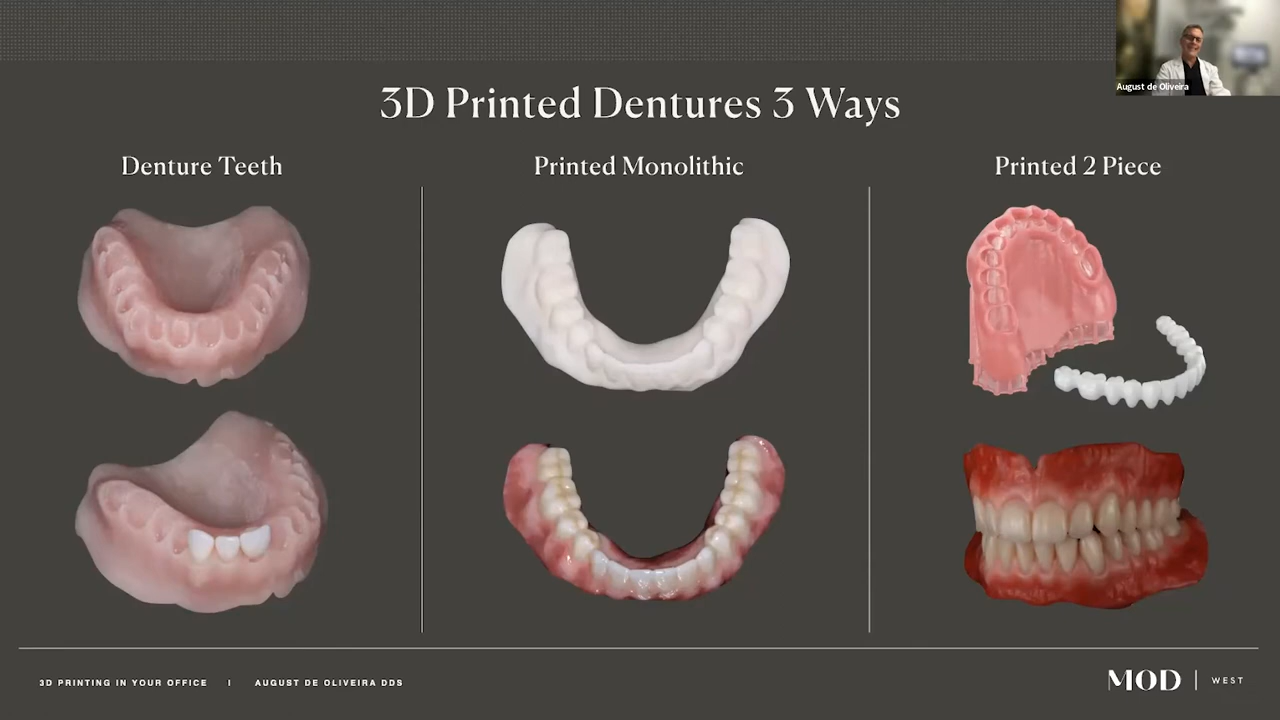 August de Oliveira
3D Printed Dentures 3 Ways
Denture Teeth
Printed Monolithic
Printed 2 Piece
3D PRINTING IN YOUR OFFICE | AUGUST DE OLIVEIRA DDS
MOD | WEST